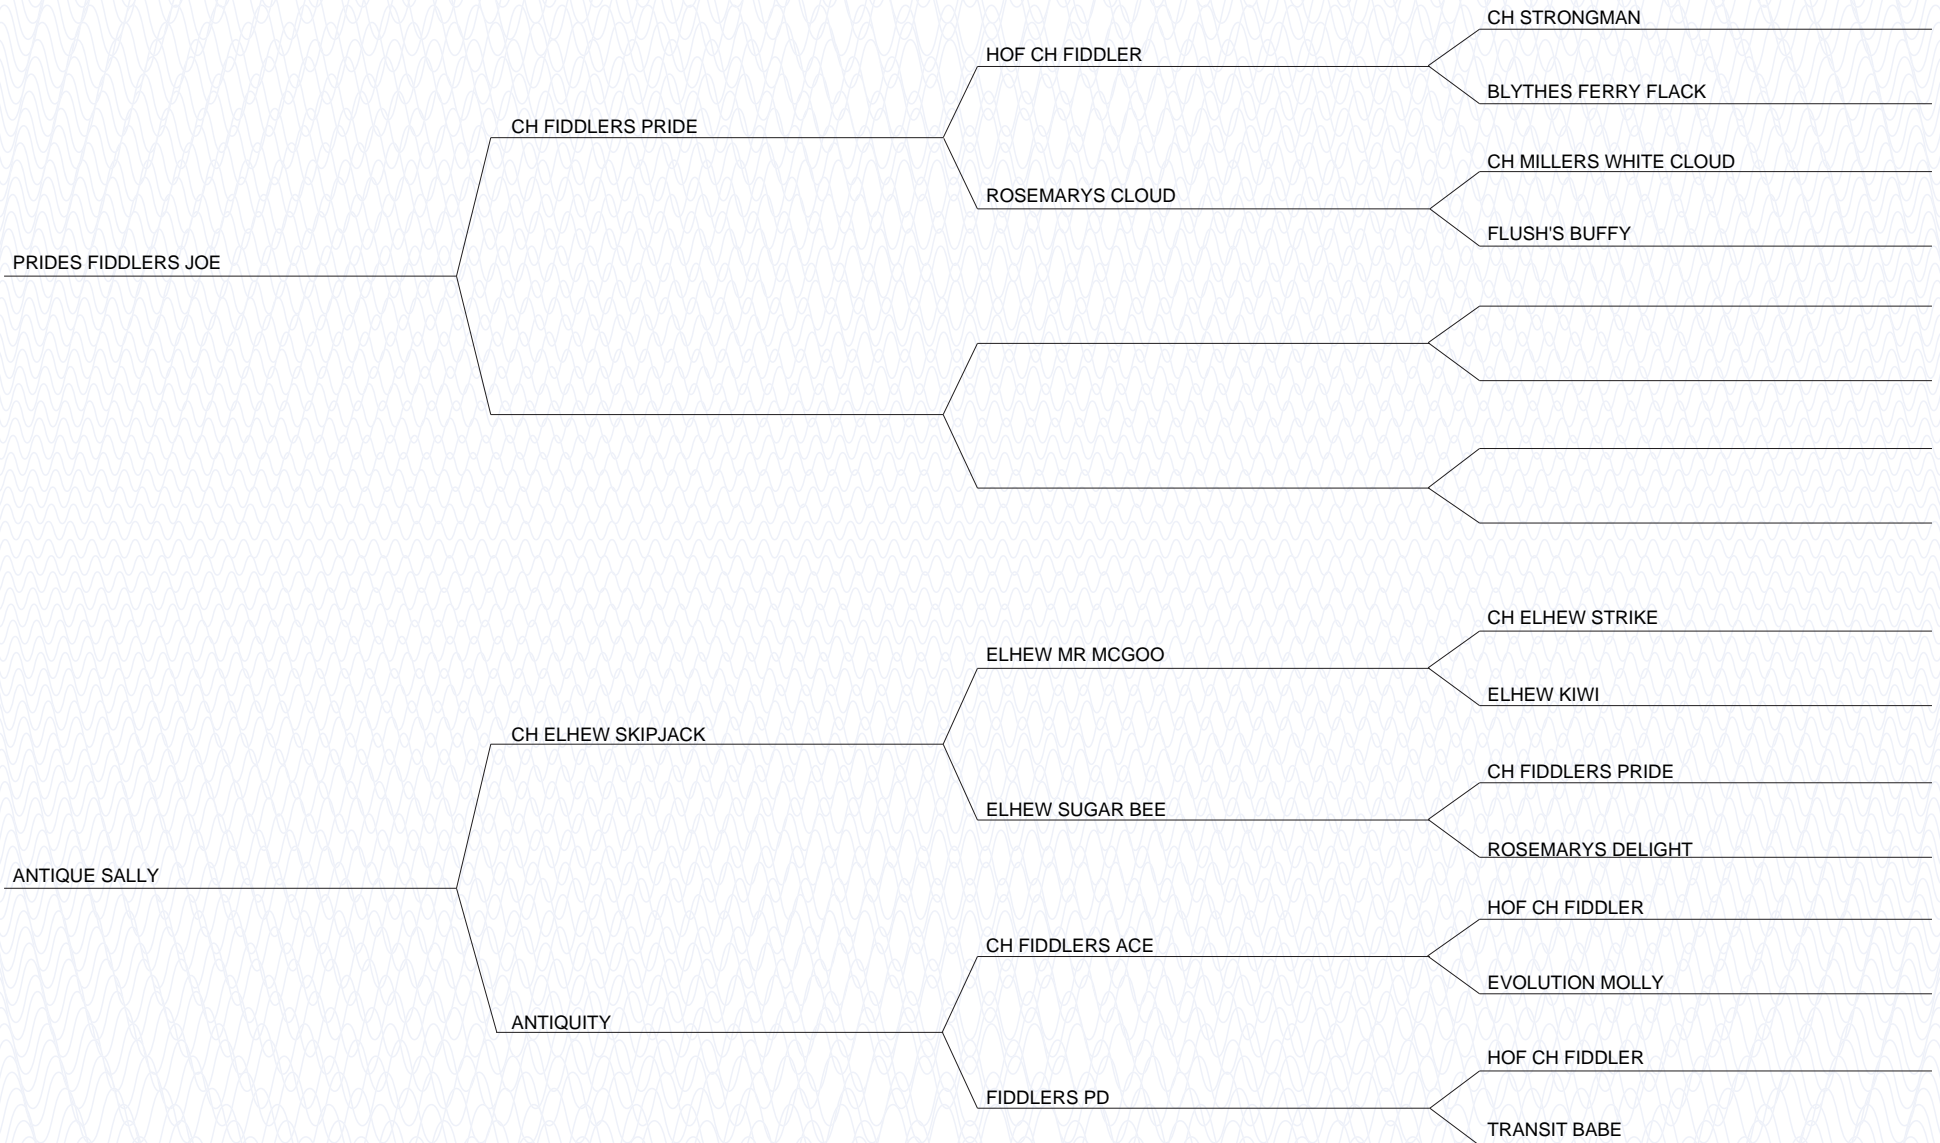 CH STRONGMAN
HOF CH FIDDLER
BLYTHES FERRY FLACK
CH FIDDLERS PRIDE
CH MILLERS WHITE CLOUD
ROSEMARYS CLOUD
FLUSH'S BUFFY
PRIDES FIDDLERS JOE
CH ELHEW STRIKE
ELHEW MR MCGOO
ELHEW KIWI
CH ELHEW SKIPJACK
CH FIDDLERS PRIDE
ELHEW SUGAR BEE
ROSEMARYS DELIGHT
ANTIQUE SALLY
HOF CH FIDDLER
CH FIDDLERS ACE
EVOLUTION MOLLY
ANTIQUITY
HOF CH FIDDLER
FIDDLERS PD
TRANSIT BABE